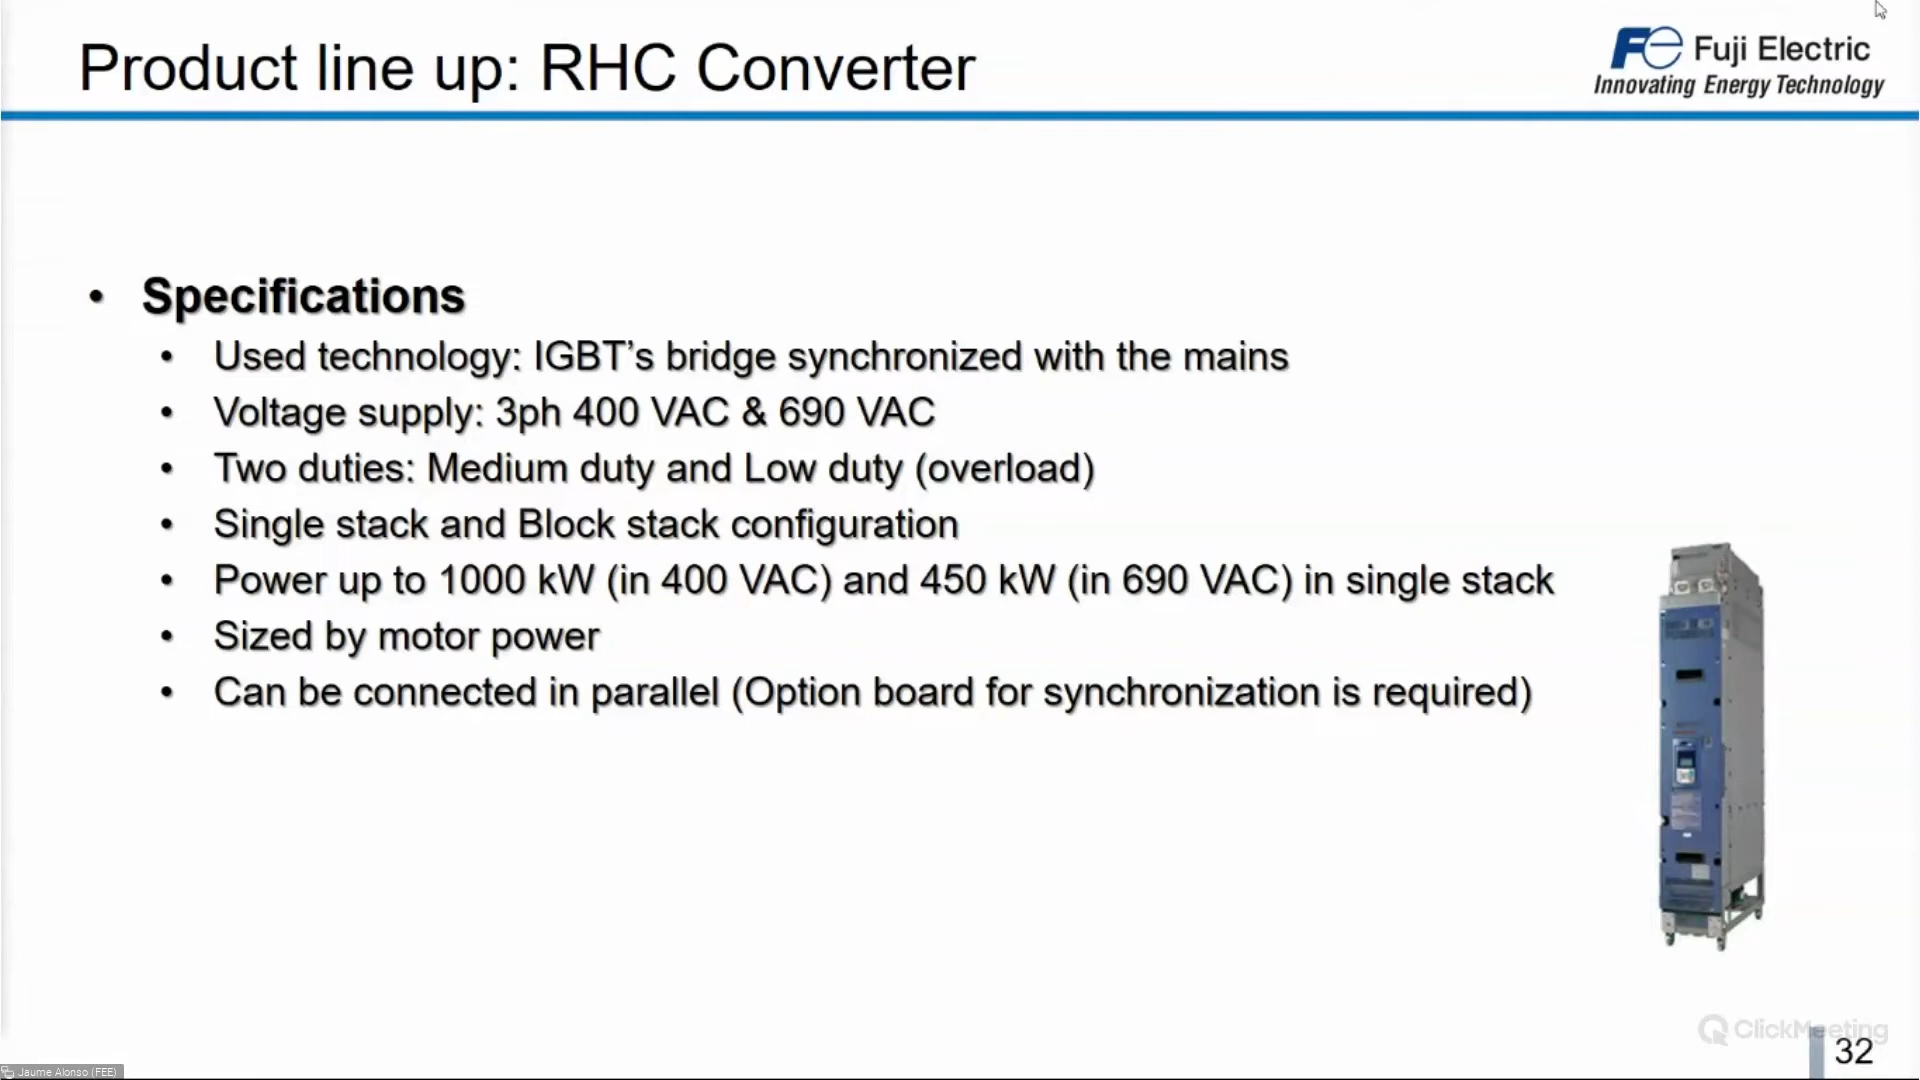 Product line up: RHC Converter
Fe Fuji Electric
Innovating Energy Technology
• Specifications
• Used technology: IGBT’s bridge synchronized with the mains
• Voltage supply: 3ph 400 VAC & 690 VAC
• Two duties: Medium duty and Low duty (overload)
• Single stack and Block stack configuration
• Power up to 1000 kW (in 400 VAC) and 450 kW (in 690 VAC) in single stack
• Sized by motor power
• Can be connected in parallel (Option board for synchronization is required)
ClickMeeting
32
Jaume Alonso (FEE)